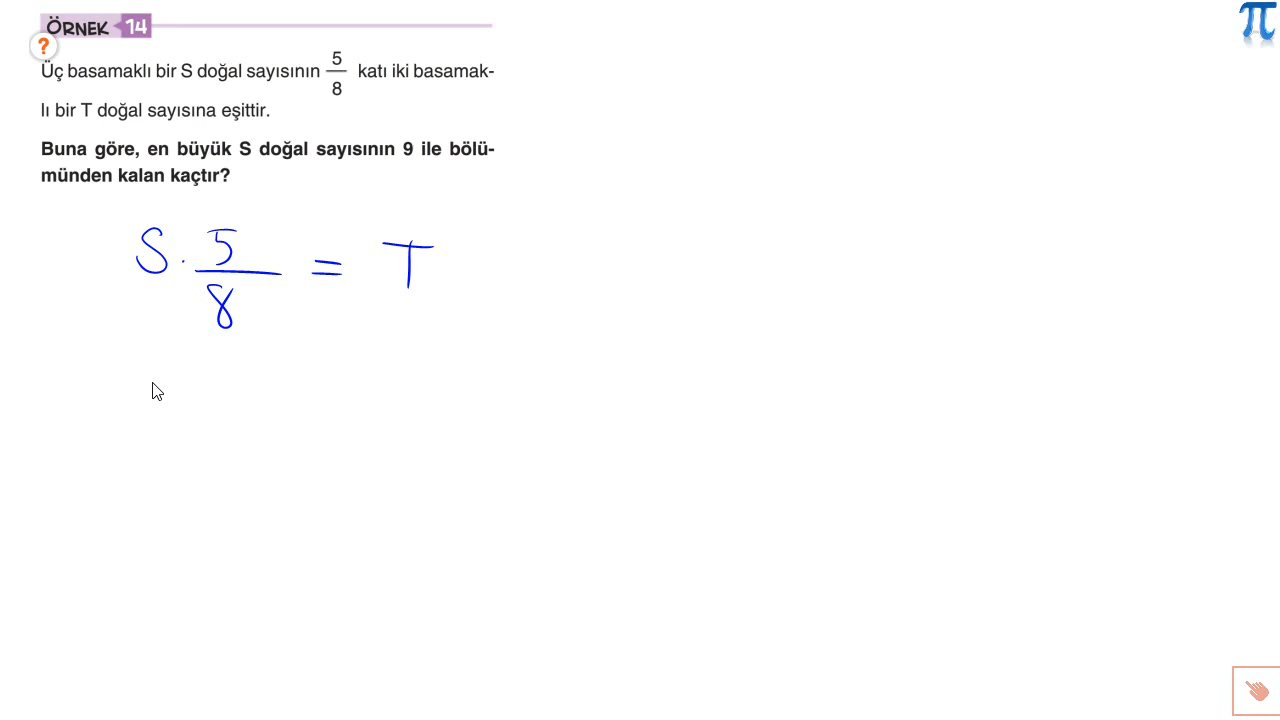 ÖRNEK 14
?
Üç basamaklı bir S doğal sayısının 5/8 katı iki basamak-
lı bir T doğal sayısına eşittir.
Buna göre, en büyük S doğal sayısının 9 ile bölü-
münden kalan kaçtır?
S · 5/8 = T
π